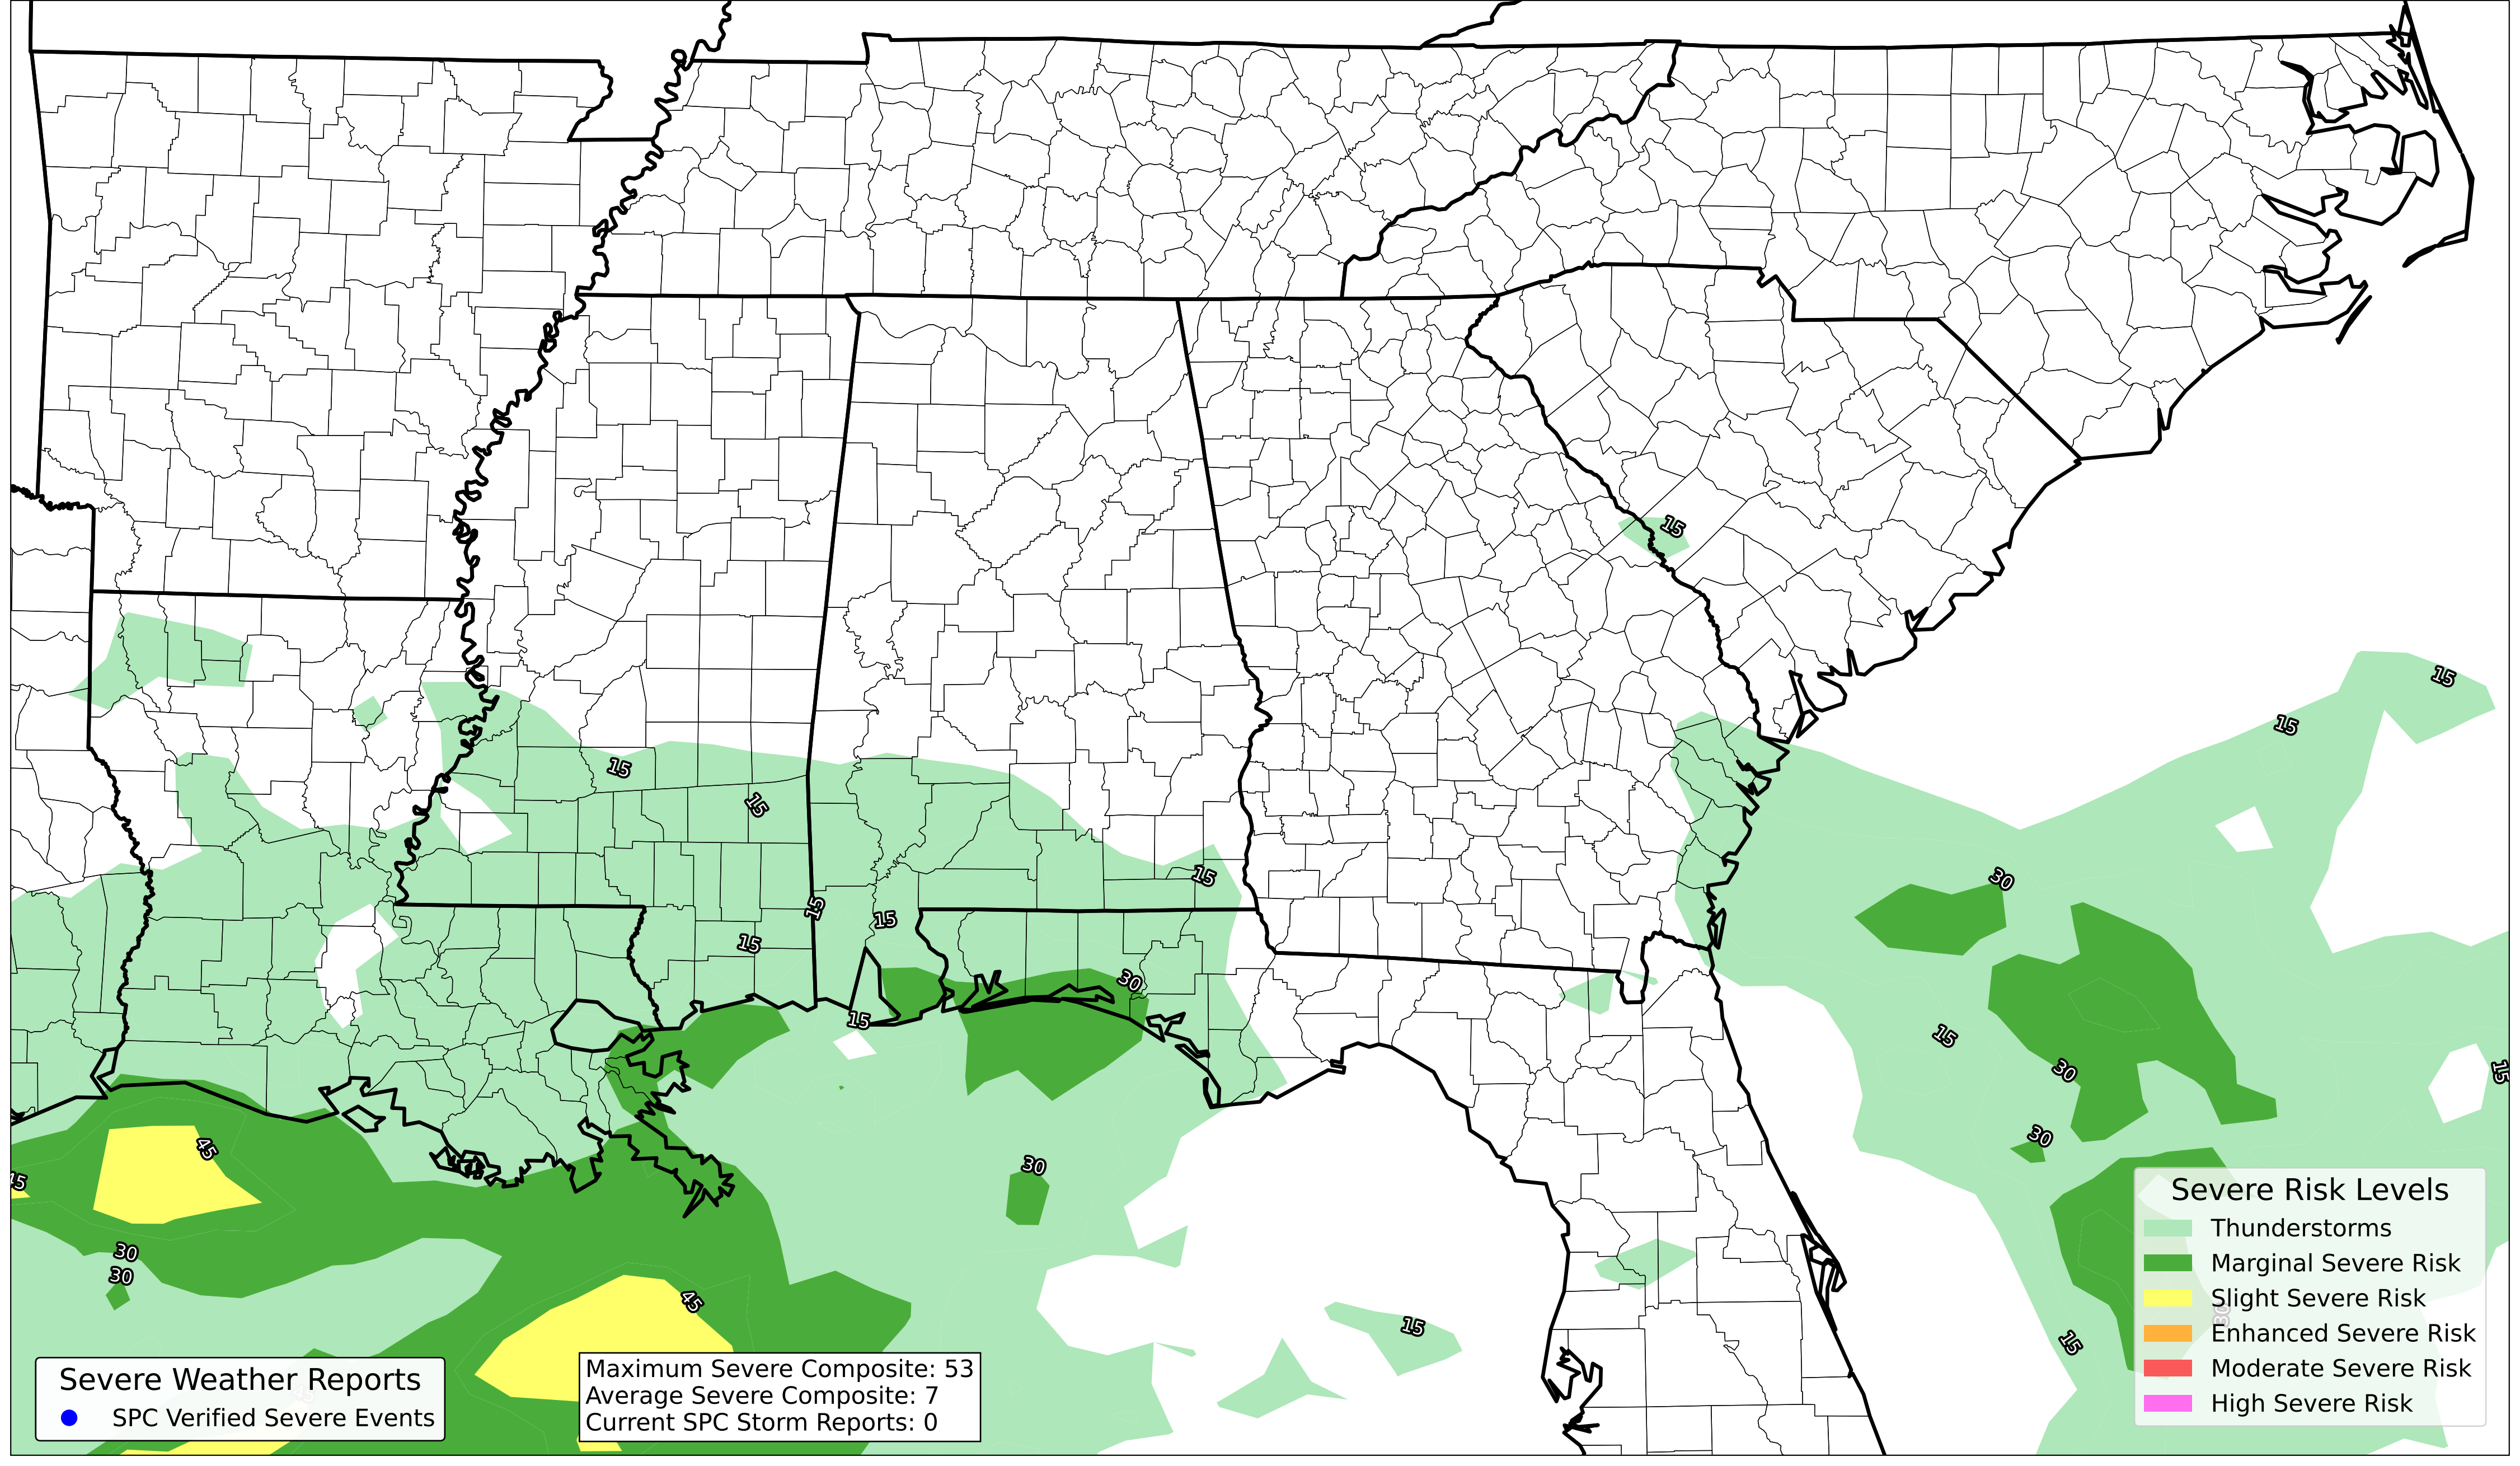 15
15
15
15
15
30
15
15
15
15
15
30
15
15
30
15
30
45
30
45
30
30
45
15
15
Severe Risk Levels
Thunderstorms
Marginal Severe Risk
Slight Severe Risk
Enhanced Severe Risk
Moderate Severe Risk
High Severe Risk
Severe Weather Reports
SPC Verified Severe Events
Maximum Severe Composite: 53
Average Severe Composite: 7
Current SPC Storm Reports: 0